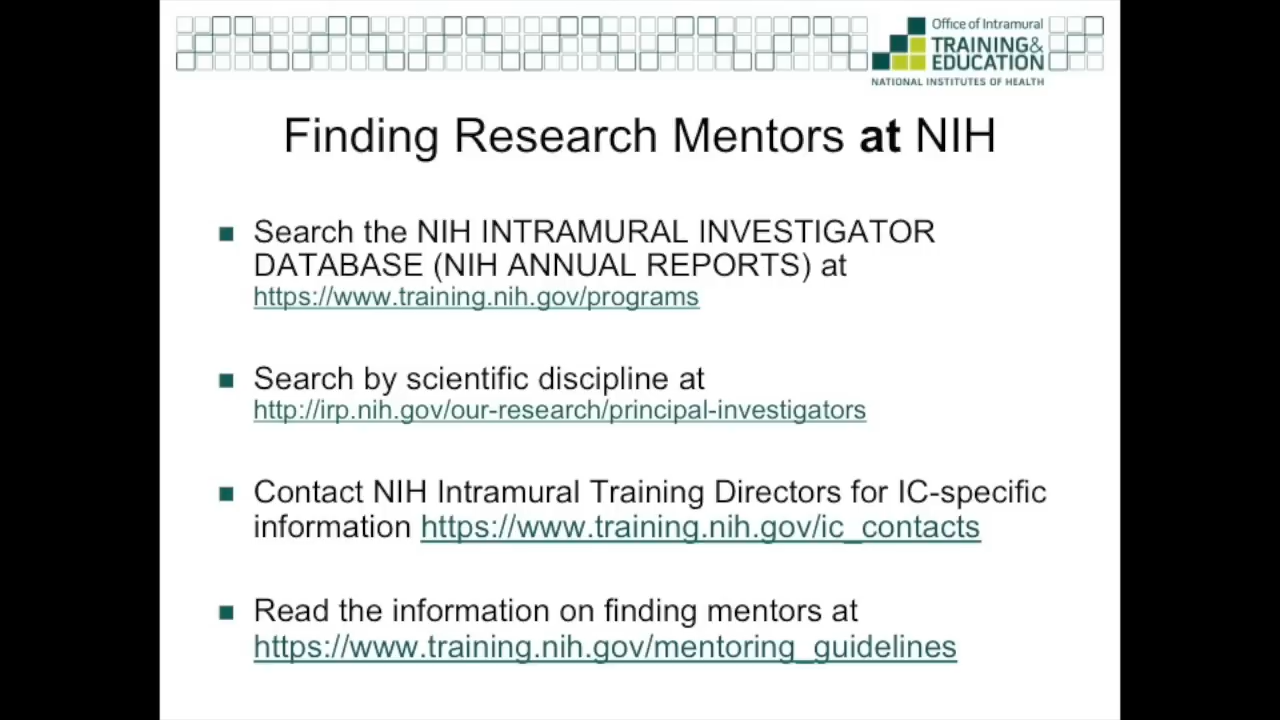 Office of Intramural
TRAINING&
EDUCATION
NATIONAL INSTITUTES OF HEALTH
Finding Research Mentors at NIH
Search the NIH INTRAMURAL INVESTIGATOR
DATABASE (NIH ANNUAL REPORTS) at
https://www.training.nih.gov/programs
Search by scientific discipline at
http://irp.nih.gov/our-research/principal-investigators
Contact NIH Intramural Training Directors for IC-specific
information https://www.training.nih.gov/ic_contacts
Read the information on finding mentors at
https://www.training.nih.gov/mentoring_guidelines